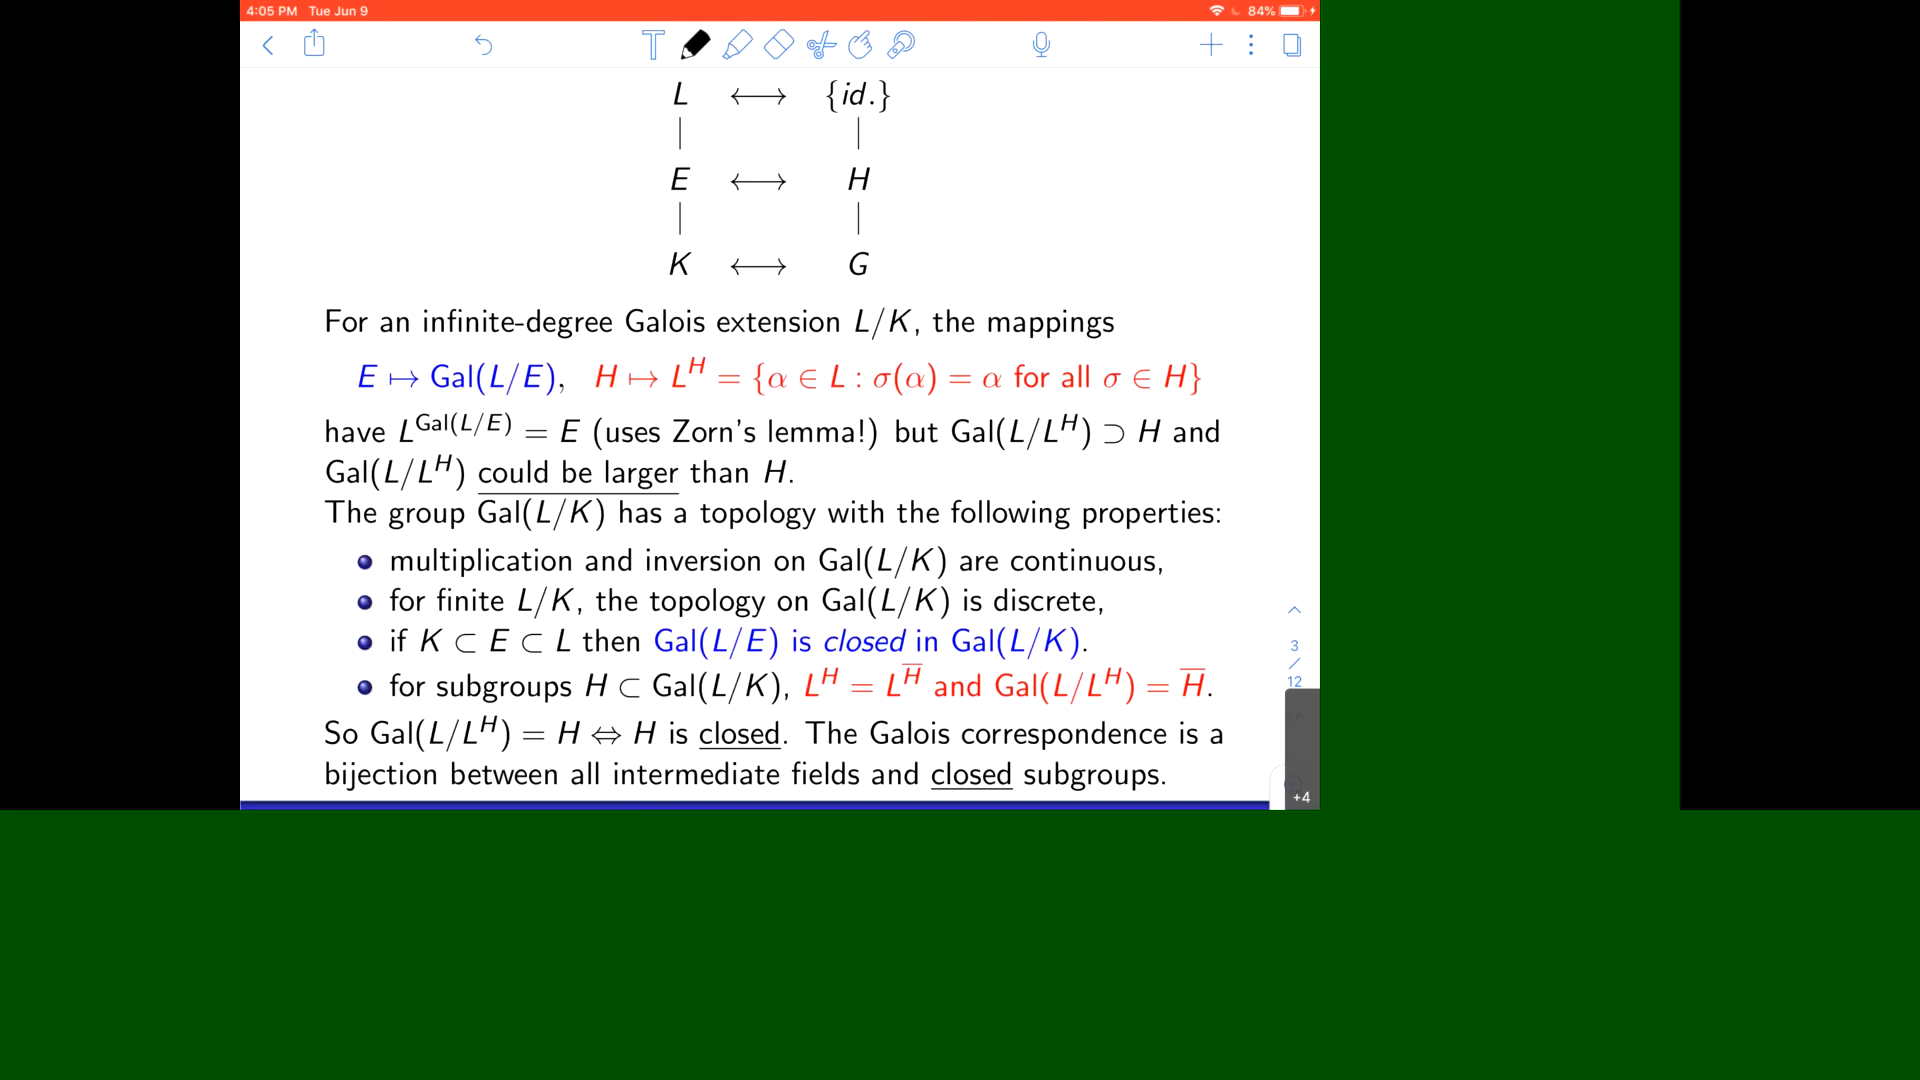 4:05 PM Tue Jun 9 84%
T
L ⟷ {id.}
E ⟷ H
K ⟷ G
For an infinite-degree Galois extension L/K, the mappings
E ↦ Gal(L/E), H ↦ L^H = {α ∈ L : σ(α) = α for all σ ∈ H}
have L^{Gal(L/E)} = E (uses Zorn's lemma!) but Gal(L/L^H) ⊃ H and
Gal(L/L^H) could be larger than H.
The group Gal(L/K) has a topology with the following properties:
• multiplication and inversion on Gal(L/K) are continuous,
• for finite L/K, the topology on Gal(L/K) is discrete,
• if K ⊂ E ⊂ L then Gal(L/E) is closed in Gal(L/K).
• for subgroups H ⊂ Gal(L/K), L^H = L^{H̅} and Gal(L/L^H) = H̅.
So Gal(L/L^H) = H ⇔ H is closed. The Galois correspondence is a
bijection between all intermediate fields and closed subgroups.
3
/
12
+4